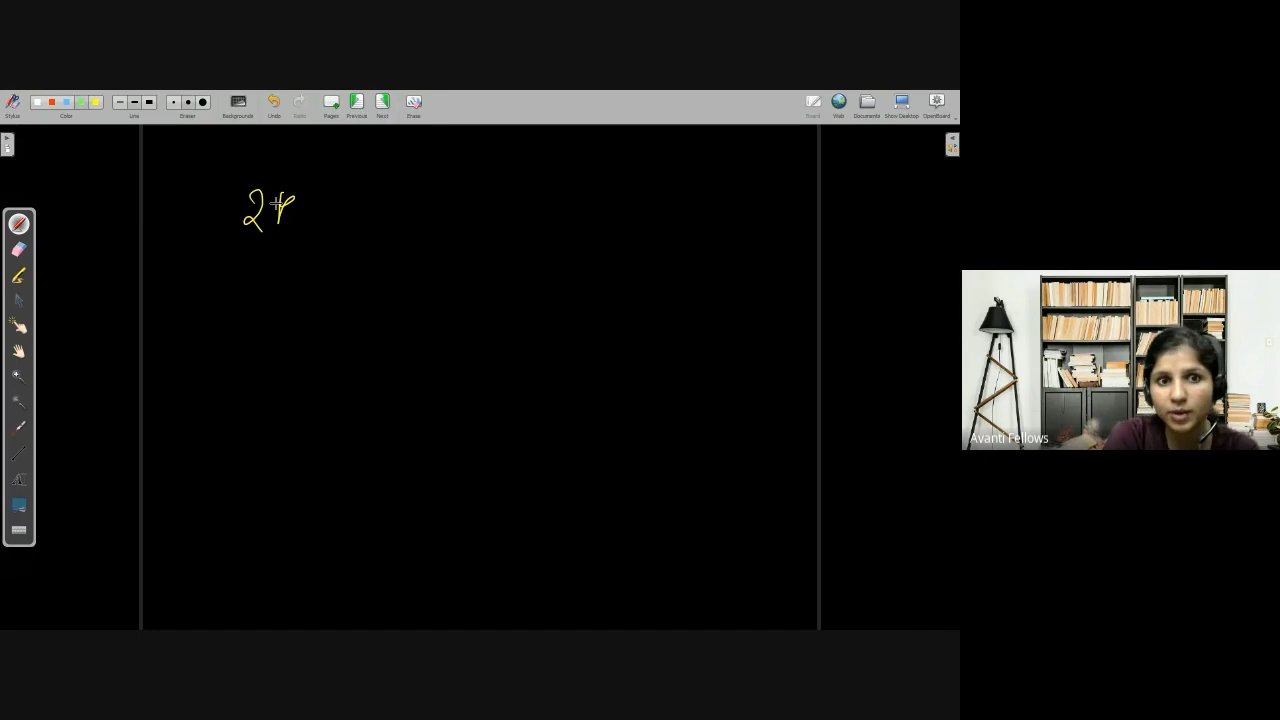 Stylus Color Line Eraser Backgrounds Undo Redo Pages Previous Next Erase Board Web Documents Show Desktop OpenBoard
2p
Avanti Fellows